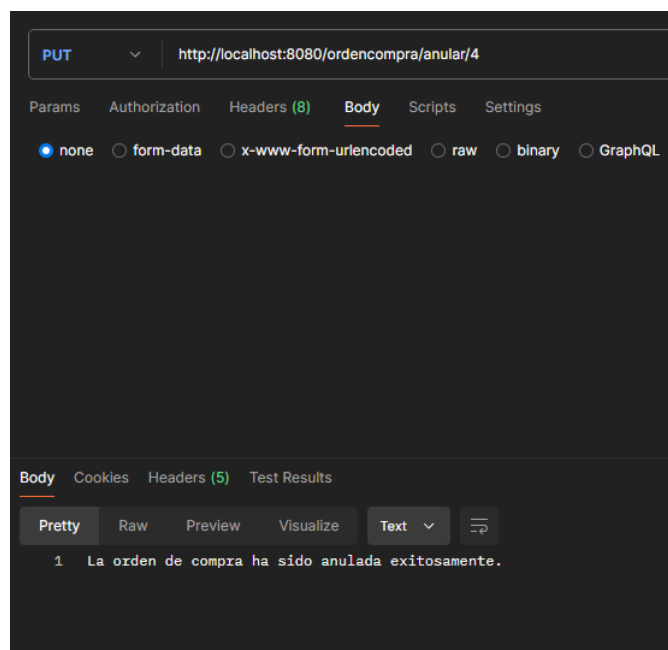 PUT http://localhost:8080/ordencompra/anular/4
Params Authorization Headers (8) Body Scripts Settings
none form-data x-www-form-urlencoded raw binary GraphQL
Body Cookies Headers (5) Test Results
Pretty Raw Preview Visualize Text
1 La orden de compra ha sido anulada exitosamente.